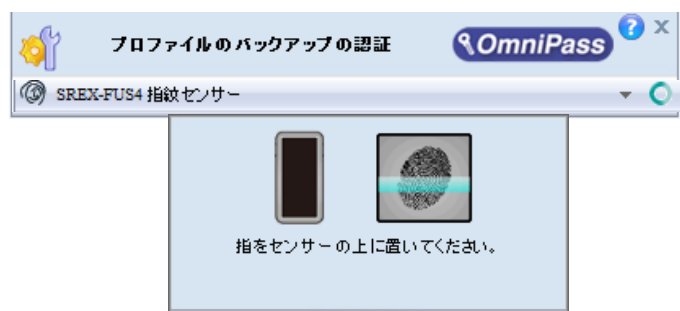 プロファイルのバックアップの認証
OmniPass
?
x
SREX-FUS4 指紋センサー
指をセンサーの上に置いてください。